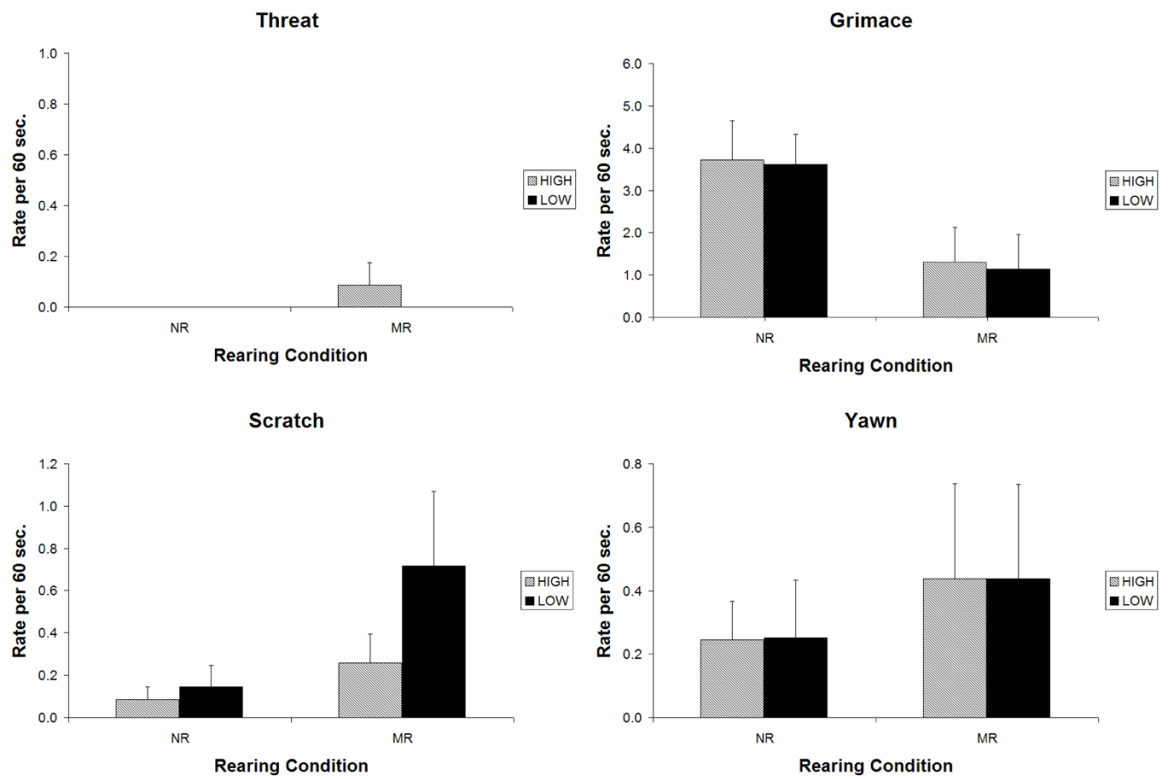 Threat
Rate per 60 sec.
1.0
0.8
0.6
0.4
0.2
0.0
NR
MR
Rearing Condition
HIGH
LOW
Grimace
Rate per 60 sec.
6.0
5.0
4.0
3.0
2.0
1.0
0.0
NR
MR
Rearing Condition
HIGH
LOW
Scratch
Rate per 60 sec.
1.2
1.0
0.8
0.6
0.4
0.2
0.0
NR
MR
Rearing Condition
HIGH
LOW
Yawn
Rate per 60 sec.
0.8
0.6
0.4
0.2
0.0
NR
MR
Rearing Condition
HIGH
LOW